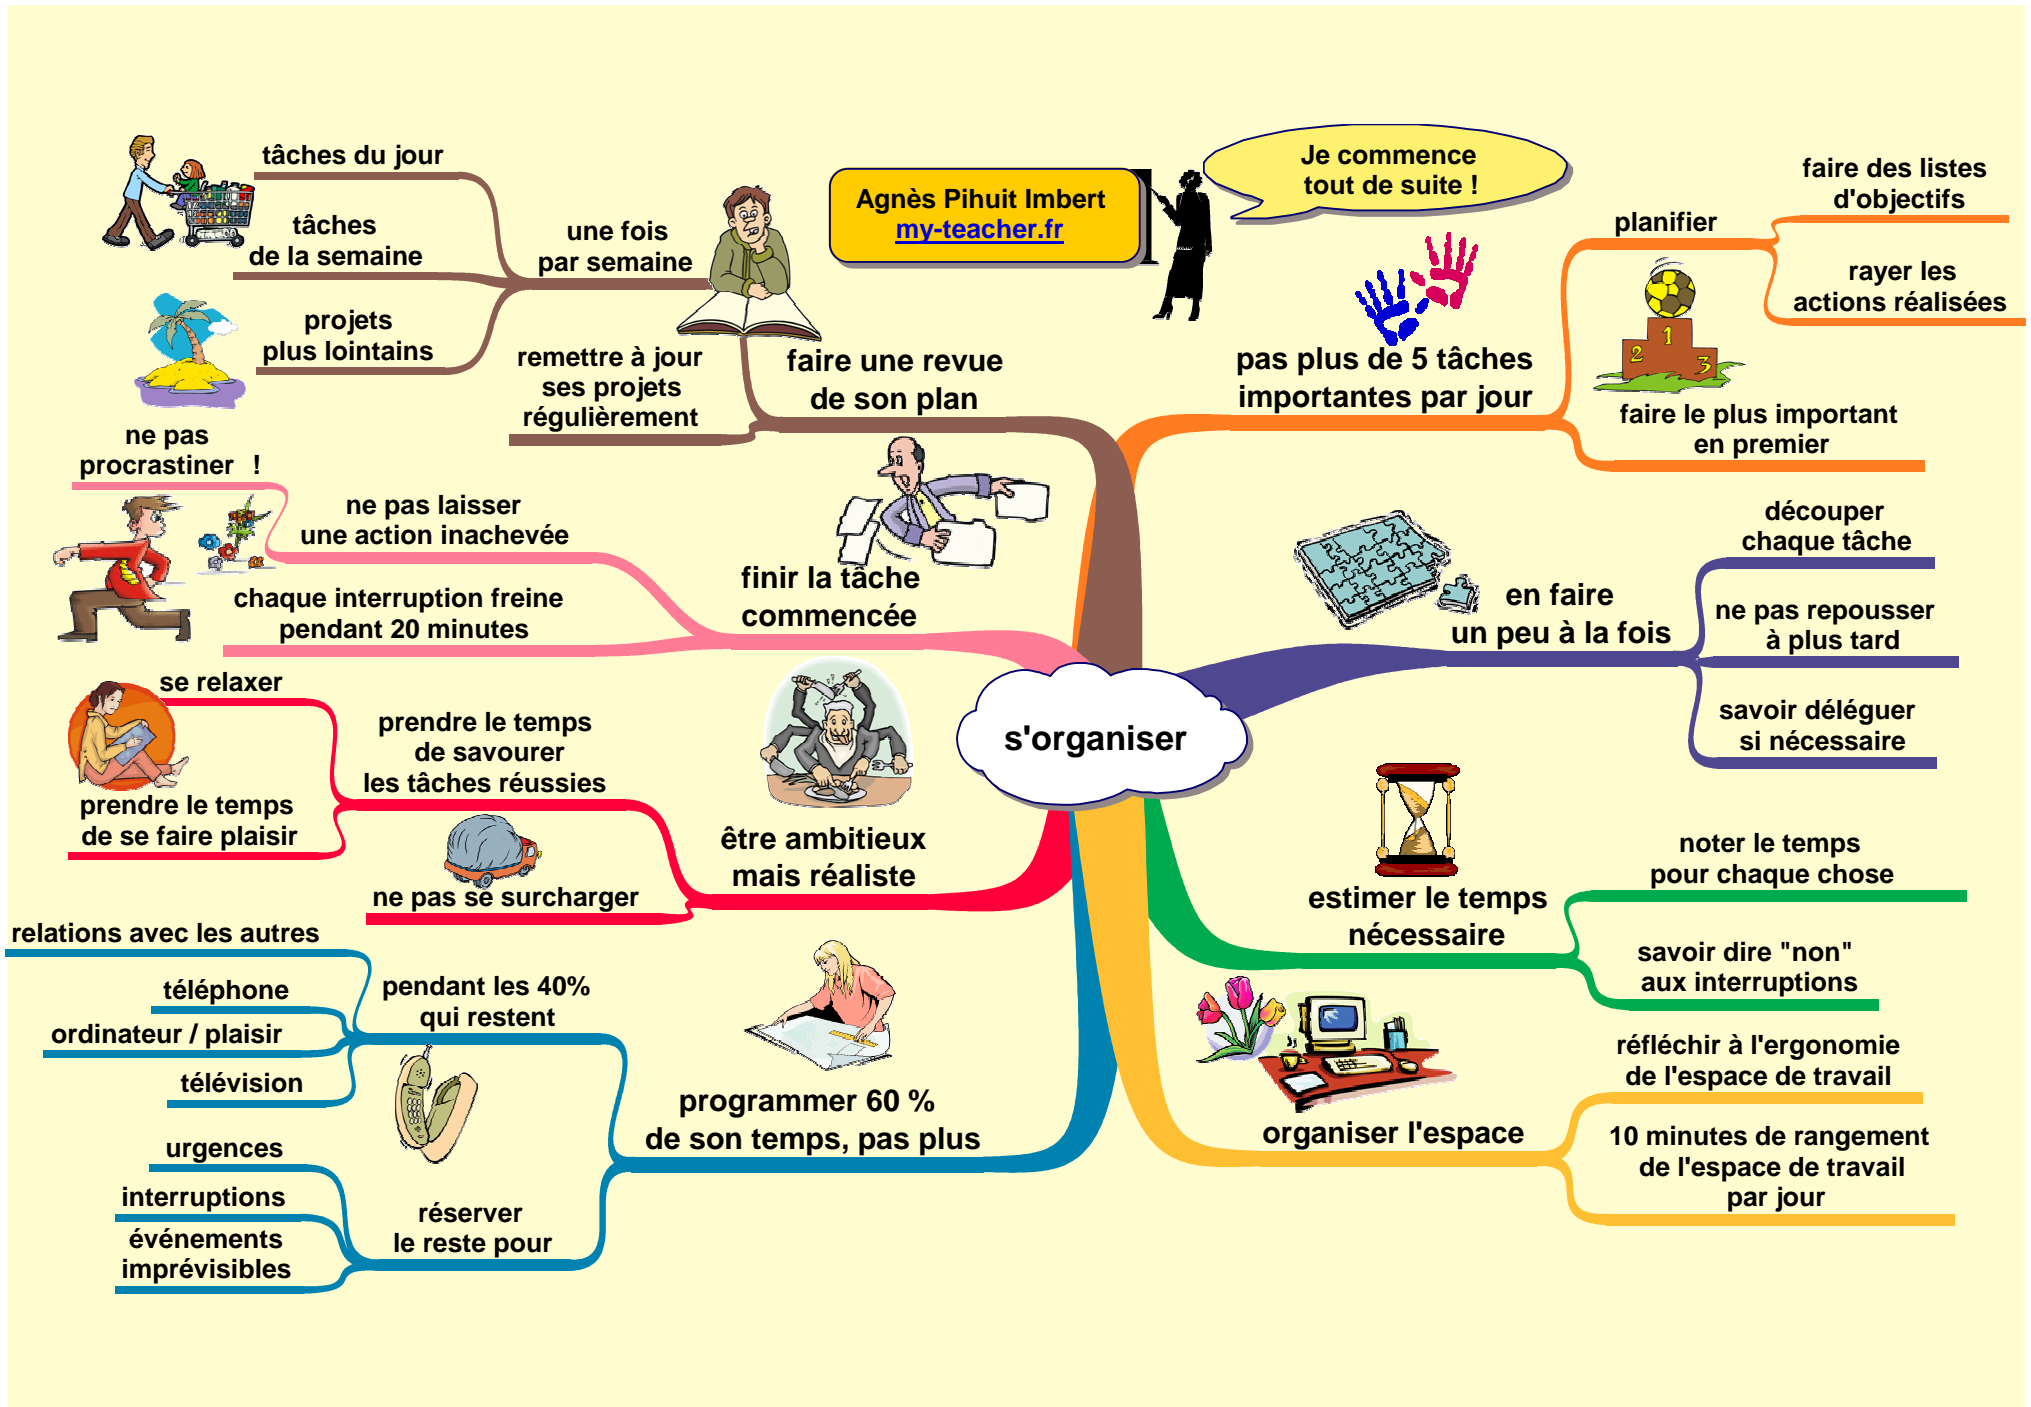 Agnès Pihuit Imbert
my-teacher.fr
Je commence
tout de suite !
s'organiser
pas plus de 5 tâches
importantes par jour
planifier
faire des listes
d'objectifs
rayer les
actions réalisées
1
2
3
faire le plus important
en premier
en faire
un peu à la fois
découper
chaque tâche
ne pas repousser
à plus tard
savoir déléguer
si nécessaire
estimer le temps
nécessaire
noter le temps
pour chaque chose
savoir dire "non"
aux interruptions
organiser l'espace
réfléchir à l'ergonomie
de l'espace de travail
10 minutes de rangement
de l'espace de travail
par jour
programmer 60 %
de son temps, pas plus
pendant les 40%
qui restent
relations avec les autres
téléphone
ordinateur / plaisir
télévision
réserver
le reste pour
urgences
interruptions
événements
imprévisibles
être ambitieux
mais réaliste
prendre le temps
de savourer
les tâches réussies
se relaxer
prendre le temps
de se faire plaisir
ne pas se surcharger
finir la tâche
commencée
ne pas laisser
une action inachevée
ne pas
procrastiner !
chaque interruption freine
pendant 20 minutes
faire une revue
de son plan
une fois
par semaine
tâches du jour
tâches
de la semaine
projets
plus lointains
remettre à jour
ses projets
régulièrement